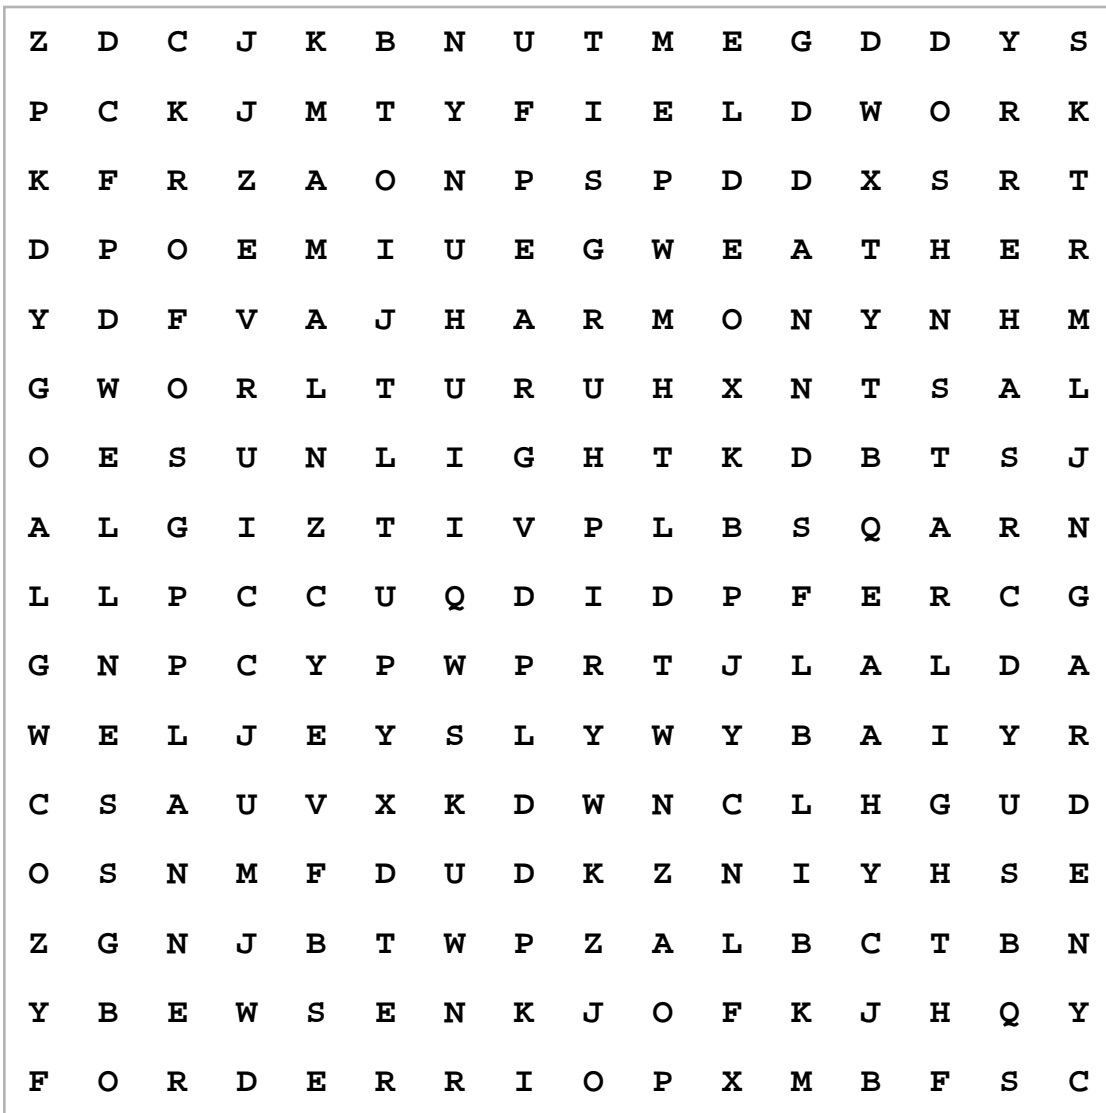 Z D C J K B N U T M E G D D Y S
P C K J M T Y F I E L D W O R K
K F R Z A O N P S P D D X S R T
D P O E M I U E G W E A T H E R
Y D F V A J H A R M O N Y N H M
G W O R L T U R U H X N T S A L
O E S U N L I G H T K D B T S J
A L G I Z T I V P L B S Q A R N
L L P C C U Q D I D P F E R C G
G N P C Y P W P R T J L A L D A
W E L J E Y S L Y W Y B A I Y R
C S A U V X K D W N C L H G U D
O S N M F D U D K Z N I Y H S E
Z G N J B T W P Z A L B C T B N
Y B E W S E N K J O F K J H Q Y
F O R D E R R I O P X M B F S C